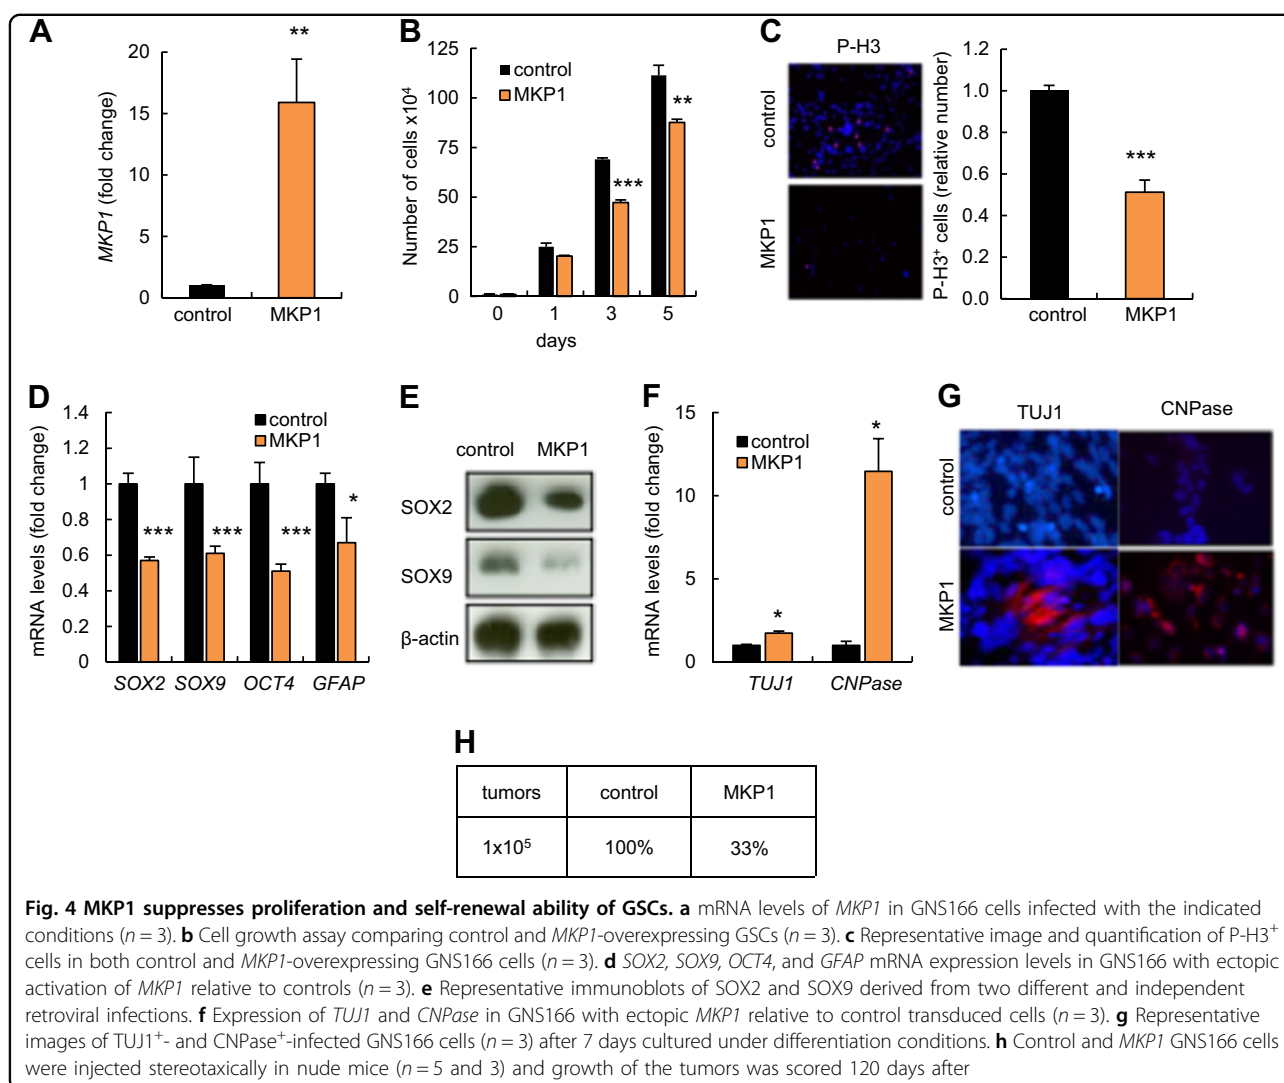 A
**
20
15
10
5
0
MKP1 (fold change)
control
MKP1
B
125
100
75
50
25
0
Number of cells x10⁴
control
MKP1
***
**
0
1
3
5
days
C
P-H3
control
MKP1
1.2
1.0
0.8
0.6
0.4
0.2
0.0
P-H3⁺ cells (relative number)
***
control
MKP1
D
1.4
1.2
1
0.8
0.6
0.4
0.2
0
mRNA levels (fold change)
control
MKP1
***
***
***
*
SOX2
SOX9
OCT4
GFAP
E
control
MKP1
SOX2
SOX9
β-actin
F
15
10
5
0
mRNA levels (fold change)
control
MKP1
*
*
TUJ1
CNPase
G
TUJ1
CNPase
control
MKP1
H
tumors control MKP1
1x10⁵ 100% 33%
Fig. 4 MKP1 suppresses proliferation and self-renewal ability of GSCs. a mRNA levels of MKP1 in GNS166 cells infected with the indicated
conditions (n = 3). b Cell growth assay comparing control and MKP1-overexpressing GSCs (n = 3). c Representative image and quantification of P-H3⁺
cells in both control and MKP1-overexpressing GNS166 cells (n = 3). d SOX2, SOX9, OCT4, and GFAP mRNA expression levels in GNS166 with ectopic
activation of MKP1 relative to controls (n = 3). e Representative immunoblots of SOX2 and SOX9 derived from two different and independent
retroviral infections. f Expression of TUJ1 and CNPase in GNS166 with ectopic MKP1 relative to control transduced cells (n = 3). g Representative
images of TUJ1⁺- and CNPase⁺-infected GNS166 cells (n = 3) after 7 days cultured under differentiation conditions. h Control and MKP1 GNS166 cells
were injected stereotaxically in nude mice (n = 5 and 3) and growth of the tumors was scored 120 days after